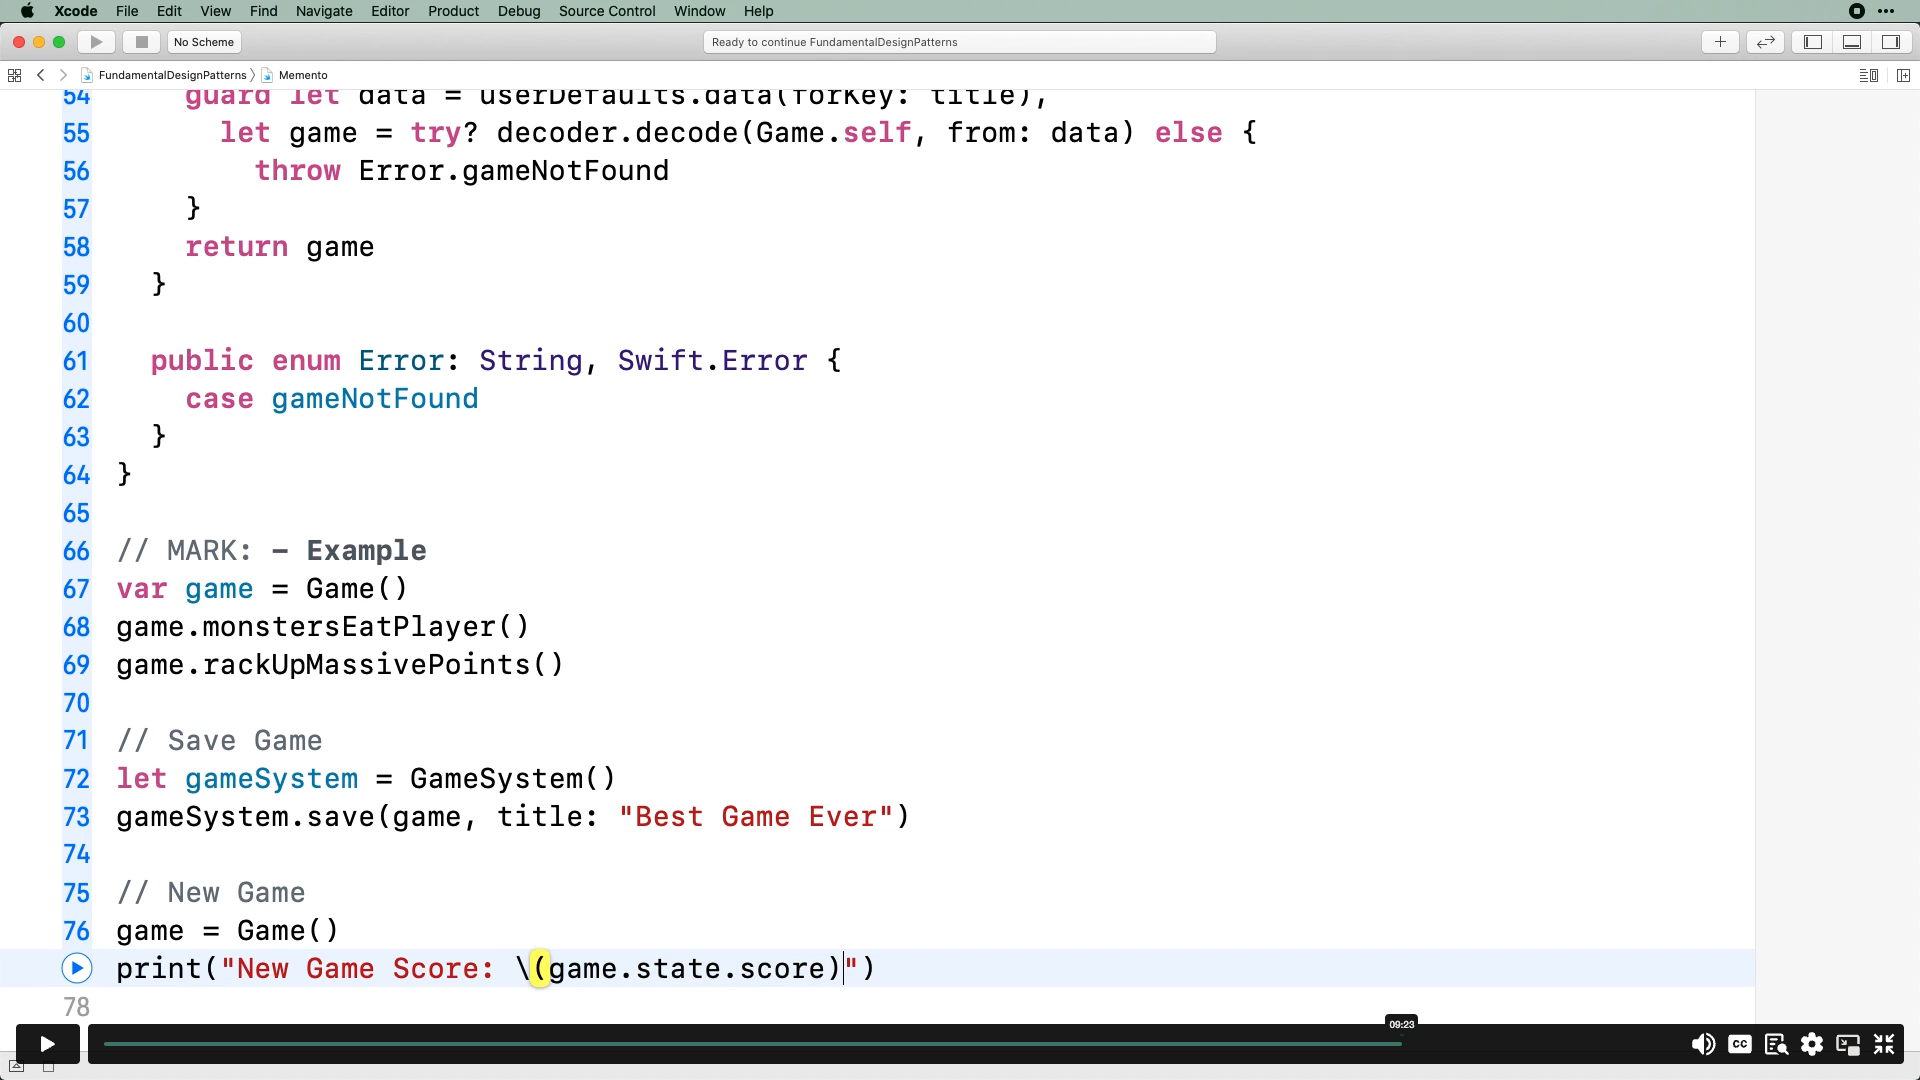 Xcode File Edit View Find Navigate Editor Product Debug Source Control Window Help
No Scheme
Ready to continue FundamentalDesignPatterns
FundamentalDesignPatterns 〉 Memento
54 guard let data = userDefaults.data(forKey: title),
55 let game = try? decoder.decode(Game.self, from: data) else {
56 throw Error.gameNotFound
57 }
58 return game
59 }
60
61 public enum Error: String, Swift.Error {
62 case gameNotFound
63 }
64 }
65
66 // MARK: – Example
67 var game = Game()
68 game.monstersEatPlayer()
69 game.rackUpMassivePoints()
70
71 // Save Game
72 let gameSystem = GameSystem()
73 gameSystem.save(game, title: "Best Game Ever")
74
75 // New Game
76 game = Game()
print("New Game Score: \(game.state.score)")
78
09:23
CC